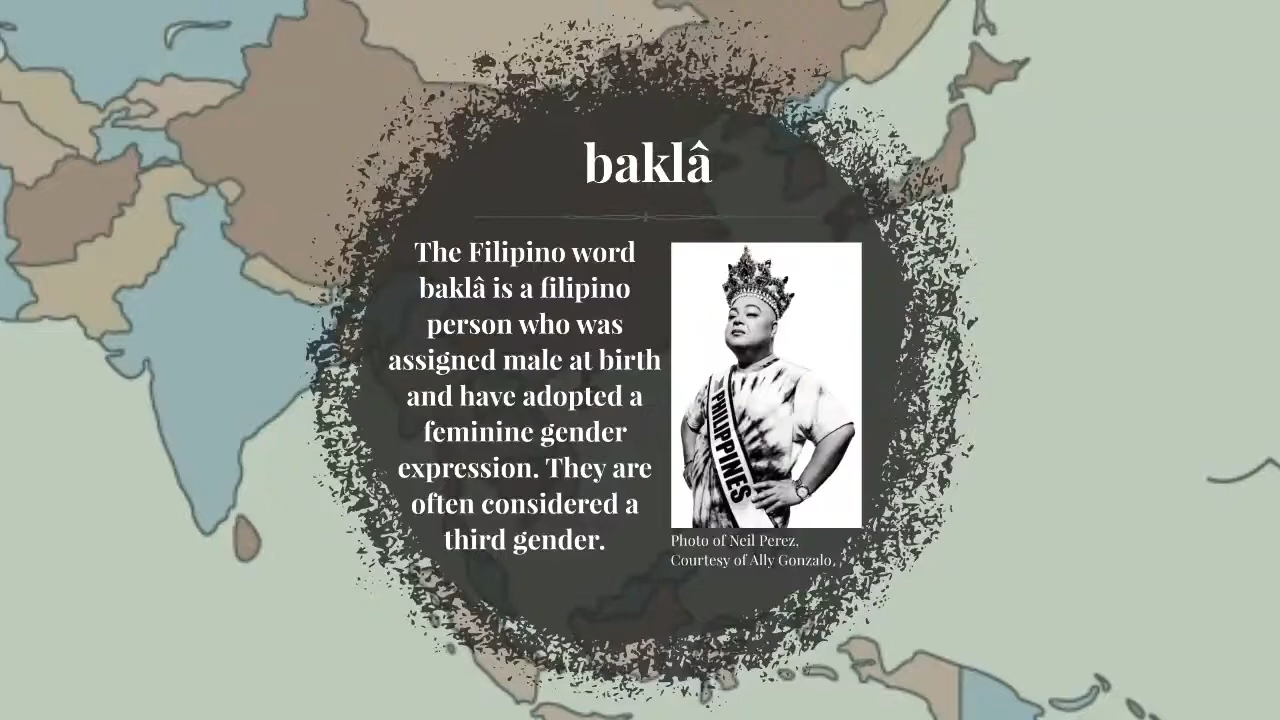 baklâ
The Filipino word
baklâ is a filipino
person who was
assigned male at birth
and have adopted a
feminine gender
expression. They are
often considered a
third gender.
PHILIPPINES
Photo of Neil Perez,
Courtesy of Ally Gonzalo.